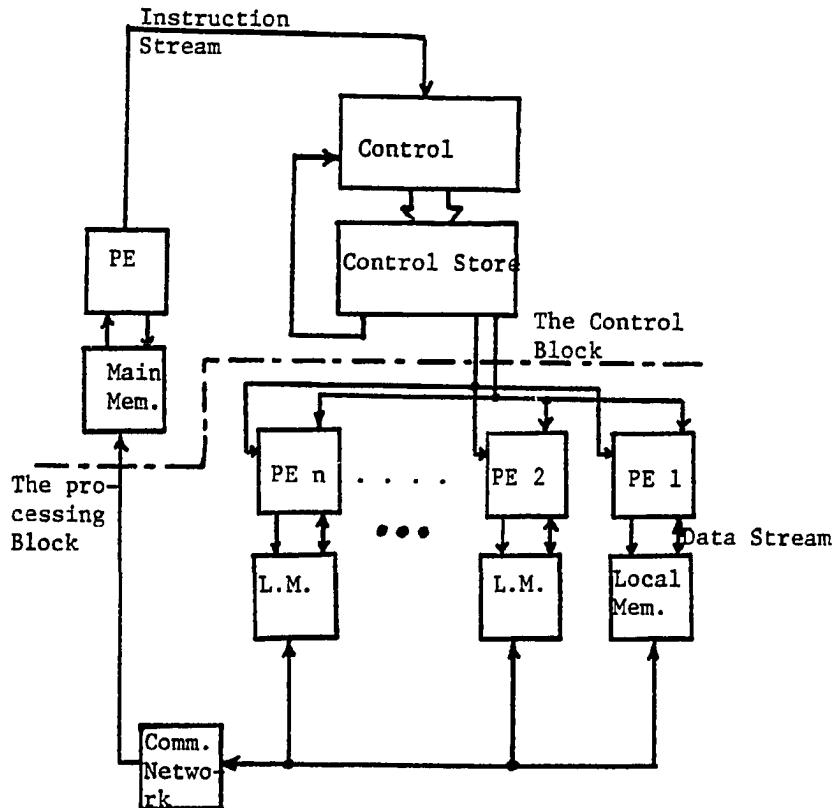 Instruction
Stream
Control
Control Store
PE
Main
Mem.
The Control
Block
The pro-
cessing
Block
PE n
. . . . .
PE 2
PE 1
Data Stream
L.M.
L.M.
Local
Mem.
Comm.
Netwo-
rk